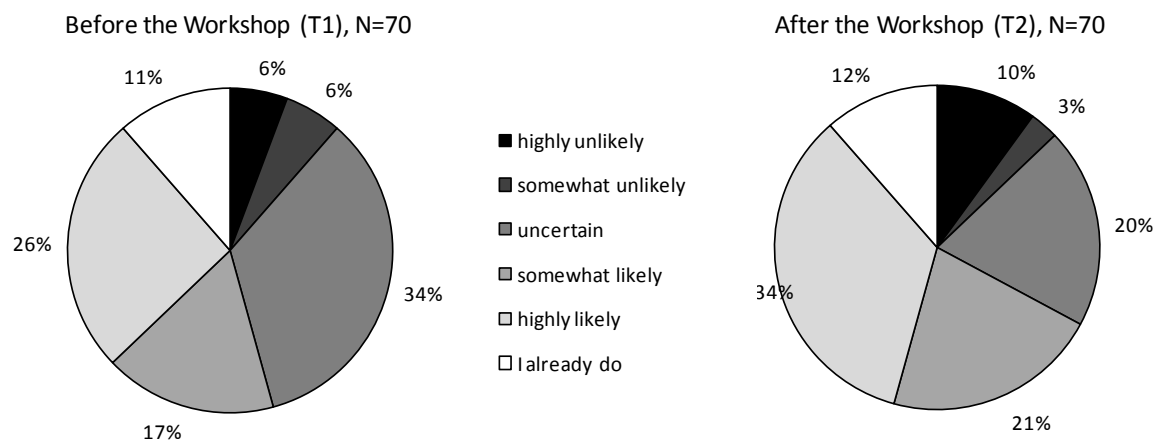 Before the Workshop (T1), N=70
6%
6%
34%
17%
26%
11%
highly unlikely
somewhat unlikely
uncertain
somewhat likely
highly likely
I already do
After the Workshop (T2), N=70
10%
3%
20%
21%
34%
12%